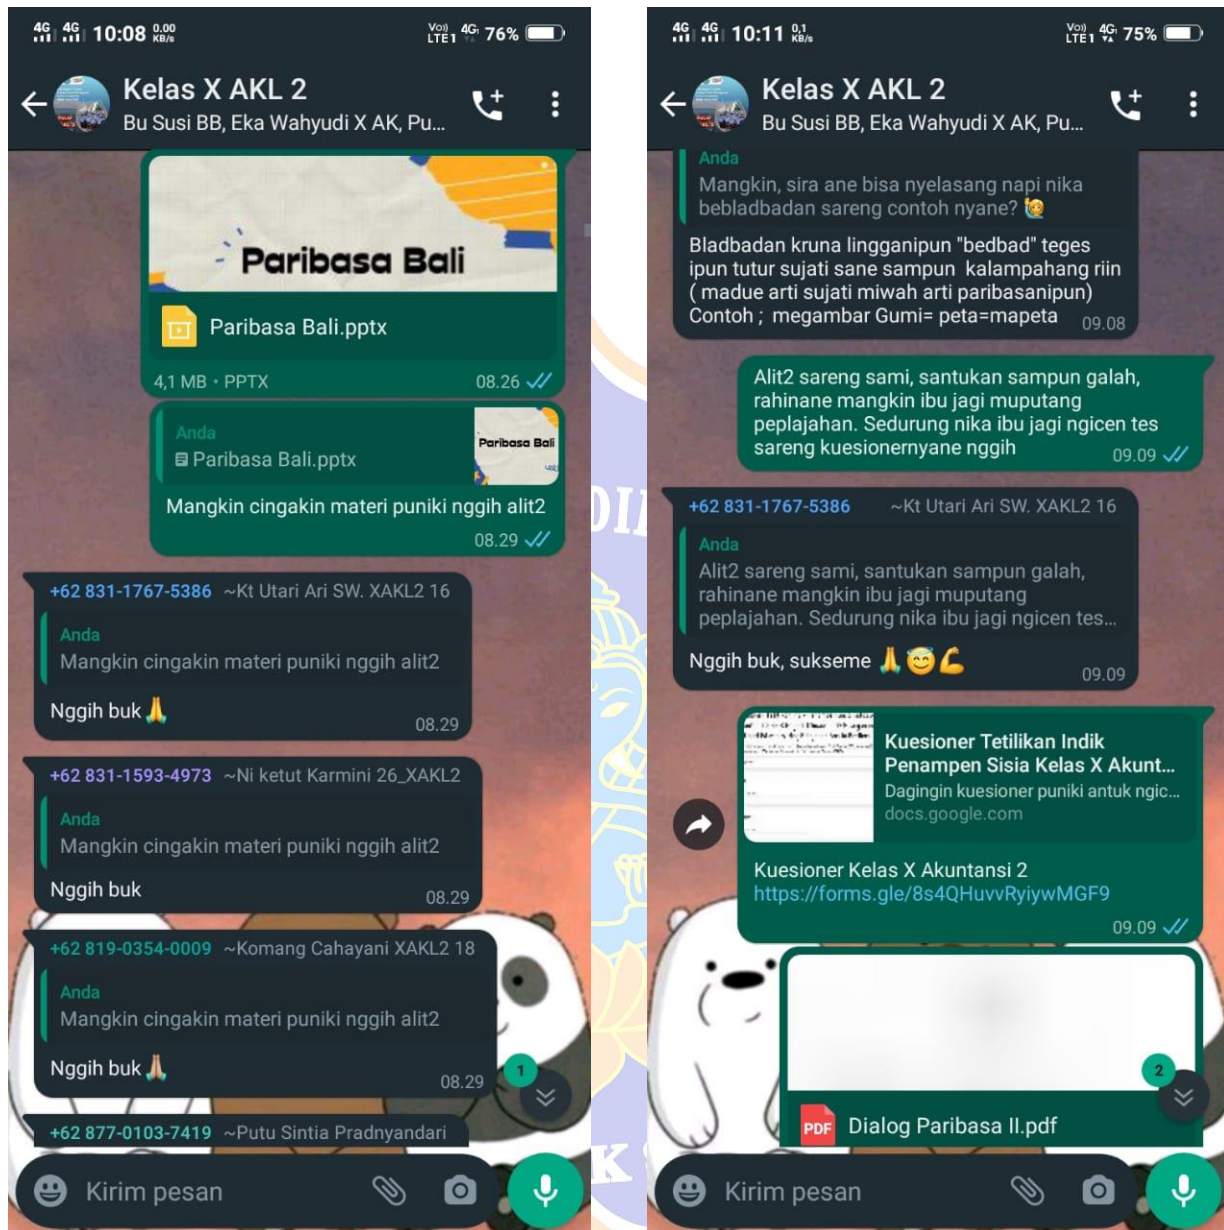 4G 4G 10:08 0.00 KB/s Vo)) LTE1 4G 76%
Kelas X AKL 2
Bu Susi BB, Eka Wahyudi X AK, Pu...
Paribasa Bali
Paribasa Bali.pptx
4,1 MB • PPTX 08.26
Anda
Paribasa Bali.pptx
Paribasa Bali
Mangkin cingakin materi puniki nggih alit2
08.29
+62 831-1767-5386 ~Kt Utari Ari SW. XAKL2 16
Anda
Mangkin cingakin materi puniki nggih alit2
Nggih buk🙏
08.29
+62 831-1593-4973 ~Ni ketut Karmini 26_XAKL2
Anda
Mangkin cingakin materi puniki nggih alit2
Nggih buk
08.29
+62 819-0354-0009 ~Komang Cahayani XAKL2 18
Anda
Mangkin cingakin materi puniki nggih alit2
Nggih buk🙏
08.29
1
+62 877-0103-7419 ~Putu Sintia Pradnyandari
Kirim pesan
4G 4G 10:11 0,1 KB/s Vo)) LTE1 4G 75%
Kelas X AKL 2
Bu Susi BB, Eka Wahyudi X AK, Pu...
Anda
Mangkin, sira ane bisa nyelasang napi nika
bebladbadan sareng contoh nyane? 🙋
Bladbadan kruna lingganipun "bedbad" teges
ipun tutur sujati sane sampun kalampahang riin
( madue arti sujati miwah arti paribasanipun)
Contoh ; megambar Gumi= peta=mapeta
09.08
Alit2 sareng sami, santukan sampun galah,
rahinane mangkin ibu jagi muputang
peplajahan. Sedurung nika ibu jagi ngicen tes
sareng kuesionernyane nggih
09.09
+62 831-1767-5386 ~Kt Utari Ari SW. XAKL2 16
Anda
Alit2 sareng sami, santukan sampun galah,
rahinane mangkin ibu jagi muputang
peplajahan. Sedurung nika ibu jagi ngicen tes...
Nggih buk, sukseme 🙏😇💪
09.09
Kuesioner Tetilikan Indik
Penampen Sisia Kelas X Akunt...
Dagingin kuesioner puniki antuk ngic...
docs.google.com
Kuesioner Kelas X Akuntansi 2
https://forms.gle/8s4QHuvvRyiywMGF9
09.09
2
PDF Dialog Paribasa II.pdf
Kirim pesan